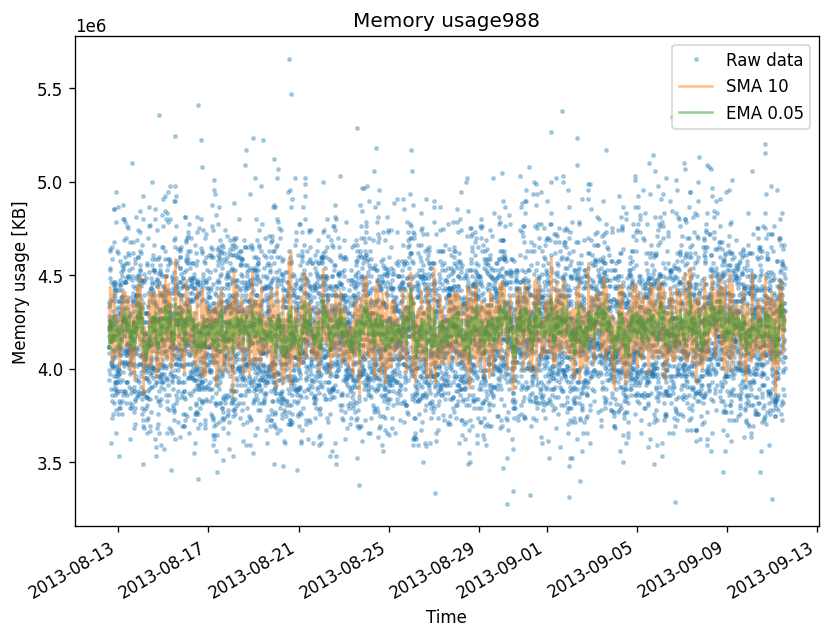 Memory usage988
1e6
Raw data
SMA 10
EMA 0.05
5.5
5.0
4.5
4.0
3.5
Memory usage [KB]
2013-08-13
2013-08-17
2013-08-21
2013-08-25
2013-08-29
2013-09-01
2013-09-05
2013-09-09
2013-09-13
Time